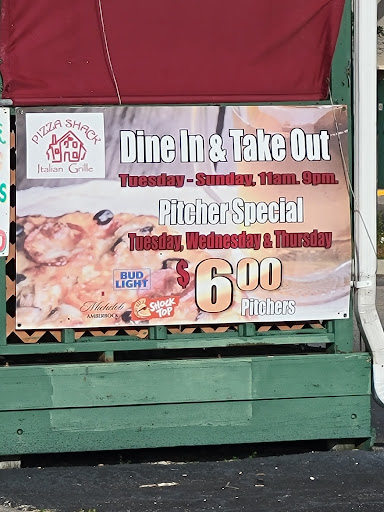 PIZZA SHACK
Italian Grille
Dine In & Take Out
Tuesday - Sunday, 11am. 9pm.
Pitcher Special
Tuesday, Wednesday & Thursday
$600
Pitchers
BUD
LIGHT
Michelob
AMBERBOCK
SHOCK
TOP